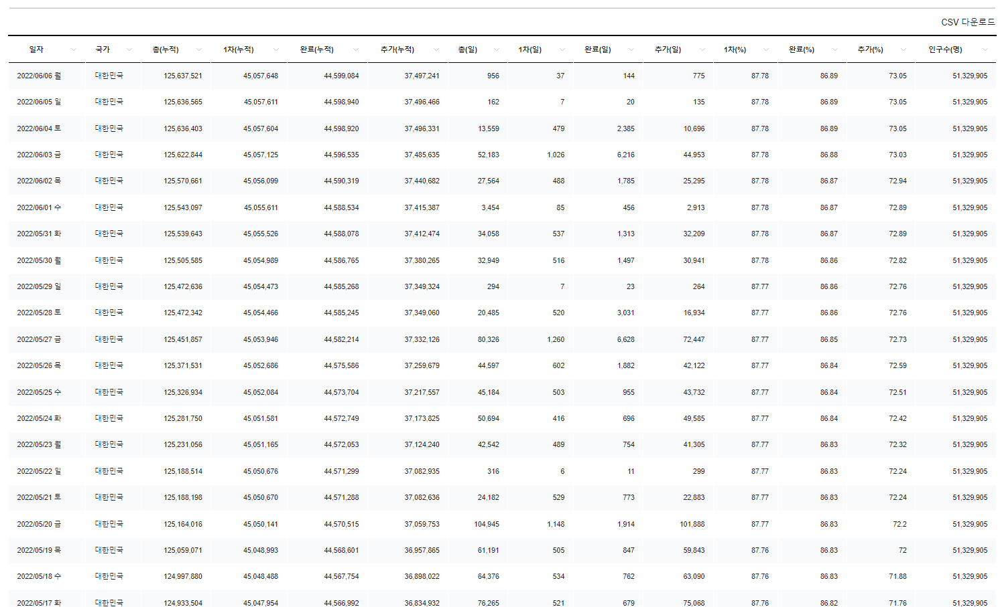 CSV 다운로드
일자 국가 총(누적) 1차(누적) 완료(누적) 추가(누적) 총(일) 1차(일) 완료(일) 추가(일) 1차(%) 완료(%) 추가(%) 인구수(명)
2022/06/06 월 대한민국 125,637,521 45,057,648 44,599,084 37,497,241 956 37 144 775 87.78 86.89 73.05 51,329,905
2022/06/05 일 대한민국 125,636,565 45,057,611 44,598,940 37,496,466 162 7 20 135 87.78 86.89 73.05 51,329,905
2022/06/04 토 대한민국 125,636,403 45,057,604 44,598,920 37,496,331 13,559 479 2,385 10,696 87.78 86.89 73.05 51,329,905
2022/06/03 금 대한민국 125,622,844 45,057,125 44,596,535 37,485,635 52,183 1,026 6,216 44,953 87.78 86.88 73.03 51,329,905
2022/06/02 목 대한민국 125,570,661 45,056,099 44,590,319 37,440,682 27,564 488 1,785 25,295 87.78 86.87 72.94 51,329,905
2022/06/01 수 대한민국 125,543,097 45,055,611 44,588,534 37,415,387 3,454 85 456 2,913 87.78 86.87 72.89 51,329,905
2022/05/31 화 대한민국 125,539,643 45,055,526 44,588,078 37,412,474 34,058 537 1,313 32,209 87.78 86.87 72.89 51,329,905
2022/05/30 월 대한민국 125,505,585 45,054,989 44,586,765 37,380,265 32,949 516 1,497 30,941 87.78 86.86 72.82 51,329,905
2022/05/29 일 대한민국 125,472,636 45,054,473 44,585,268 37,349,324 294 7 23 264 87.77 86.86 72.76 51,329,905
2022/05/28 토 대한민국 125,472,342 45,054,466 44,585,245 37,349,060 20,485 520 3,031 16,934 87.77 86.86 72.76 51,329,905
2022/05/27 금 대한민국 125,451,857 45,053,946 44,582,214 37,332,126 80,326 1,260 6,628 72,447 87.77 86.85 72.73 51,329,905
2022/05/26 목 대한민국 125,371,531 45,052,686 44,575,586 37,259,679 44,597 602 1,882 42,122 87.77 86.84 72.59 51,329,905
2022/05/25 수 대한민국 125,326,934 45,052,084 44,573,704 37,217,557 45,184 503 955 43,732 87.77 86.84 72.51 51,329,905
2022/05/24 화 대한민국 125,281,750 45,051,581 44,572,749 37,173,825 50,694 416 696 49,585 87.77 86.84 72.42 51,329,905
2022/05/23 월 대한민국 125,231,056 45,051,165 44,572,053 37,124,240 42,542 489 754 41,305 87.77 86.83 72.32 51,329,905
2022/05/22 일 대한민국 125,188,514 45,050,676 44,571,299 37,082,935 316 6 11 299 87.77 86.83 72.24 51,329,905
2022/05/21 토 대한민국 125,188,198 45,050,670 44,571,288 37,082,636 24,182 529 773 22,883 87.77 86.83 72.24 51,329,905
2022/05/20 금 대한민국 125,164,016 45,050,141 44,570,515 37,059,753 104,945 1,148 1,914 101,888 87.77 86.83 72.2 51,329,905
2022/05/19 목 대한민국 125,059,071 45,048,993 44,568,601 36,957,865 61,191 505 847 59,843 87.76 86.83 72 51,329,905
2022/05/18 수 대한민국 124,997,880 45,048,488 44,567,754 36,898,022 64,376 534 762 63,090 87.76 86.83 71.88 51,329,905
2022/05/17 화 대한민국 124,933,504 45,047,954 44,566,992 36,834,932 76,265 521 679 75,068 87.76 86.82 71.76 51,329,905